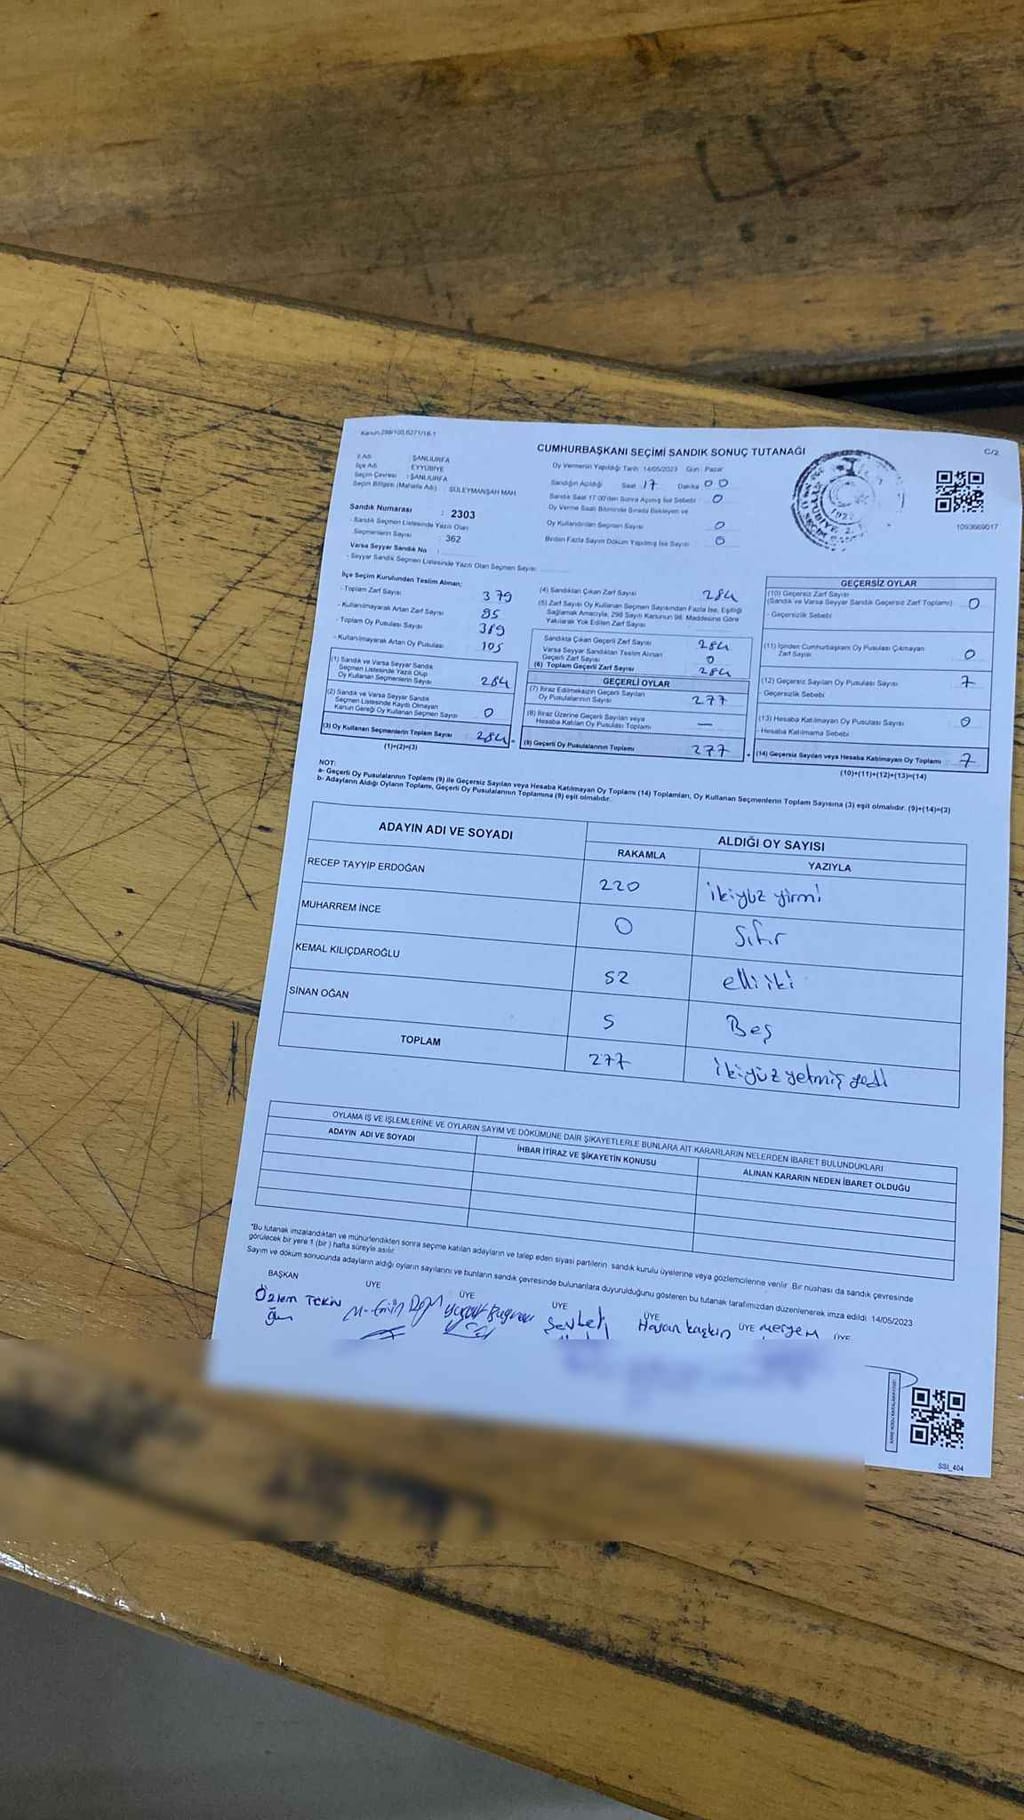 Kanun:298/100,6271/18-1
CUMHURBAŞKANI SEÇİMİ SANDIK SONUÇ TUTANAĞI
C/2
İl Adı : ŞANLIURFA
İlçe Adı : EYYÜBİYE
Seçim Çevresi : ŞANLIURFA
Seçim Bölgesi (Mahalle Adı) : SÜLEYMANŞAH MAH.
Sandık Numarası : 2303
- Sandık Seçmen Listesinde Yazılı Olan
Seçmenlerin Sayısı : 362
Varsa Seyyar Sandık No :
- Seyyar Sandık Seçmen Listesinde Yazılı Olan Seçmen Sayısı
Oy Vermenin Yapıldığı Tarih: 14/05/2023 Gün : Pazar
Sandığın Açıldığı Saat 17 Dakika 00
Sandık Saat 17:00'den Sonra Açılmış İse Sebebi : 0
Oy Verme Saati Bitiminde Sırada Bekleyen ve
Oy Kullandırılan Seçmen Sayısı 0
Birden Fazla Sayım Döküm Yapılmış İse Sayısı 0
1093669017
İlçe Seçim Kurulundan Teslim Alınan;
- Toplam Zarf Sayısı 379
- Kullanılmayarak Artan Zarf Sayısı 95
- Toplam Oy Pusulası Sayısı 389
- Kullanılmayarak Artan Oy Pusulası 105
(1) Sandık ve Varsa Seyyar Sandık
Seçmen Listesinde Yazılı Olup
Oy Kullanan Seçmenlerin Sayısı 284
(2) Sandık ve Varsa Seyyar Sandık
Seçmen Listesinde Kaydı Olmayan
Kanun Gereği Oy Kullanan Seçmen Sayısı 0
(3) Oy Kullanan Seçmenlerin Toplam Sayısı 284
(1)+(2)=(3)
(4) Sandıktan Çıkan Zarf Sayısı 284
(5) Zarf Sayısı Oy Kullanan Seçmen Sayısından Fazla İse, Eşitliği
Sağlamak Amacıyla, 298 Sayılı Kanunun 98. Maddesine Göre
Yakılarak Yok Edilen Zarf Sayısı
Sandıkta Çıkan Geçerli Zarf Sayısı 284
Varsa Seyyar Sandıktan Teslim Alınan
Geçerli Zarf Sayısı 0
(6) Toplam Geçerli Zarf Sayısı 284
GEÇERLİ OYLAR
(7) İtiraz Edilmeksizin Geçerli Sayılan
Oy Pusulalarının Sayısı 277
(8) İtiraz Üzerine Geçerli Sayılan veya
Hesaba Katılan Oy Pusulası Toplamı —
(9) Geçerli Oy Pusulalarının Toplamı 277
GEÇERSİZ OYLAR
(10) Geçersiz Zarf Sayısı
(Sandık ve Varsa Seyyar Sandık Geçersiz Zarf Toplamı) 0
- Geçersizlik Sebebi
(11) İçinden Cumhurbaşkanı Oy Pusulası Çıkmayan
Zarf Sayısı 0
(12) Geçersiz Sayılan Oy Pusulası Sayısı 7
- Geçersizlik Sebebi
(13) Hesaba Katılmayan Oy Pusulası Sayısı 0
- Hesaba Katılmama Sebebi
(14) Geçersiz Sayılan veya Hesaba Katılmayan Oy Toplamı 7
(10)+(11)+(12)+(13)=(14)
NOT:
a- Geçerli Oy Pusulalarının Toplamı (9) ile Geçersiz Sayılan veya Hesaba Katılmayan Oy Toplamı (14) Toplamları, Oy Kullanan Seçmenlerin Toplam Sayısına (3) eşit olmalıdır. (9)+(14)=(3)
b- Adayların Aldığı Oyların Toplamı, Geçerli Oy Pusulalarının Toplamına (9) eşit olmalıdır.
ADAYIN ADI VE SOYADI
ALDIĞI OY SAYISI
RAKAMLA YAZIYLA
RECEP TAYYİP ERDOĞAN 220 ikiyüz yirmi
MUHARREM İNCE 0 Sıfır
KEMAL KILIÇDAROĞLU 52 elli iki
SİNAN OĞAN 5 Beş
TOPLAM 277 ikiyüz yetmiş yedi
OYLAMA İŞ VE İŞLEMLERİNE VE OYLARIN SAYIM VE DÖKÜMÜNE DAİR ŞİKAYETLERLE BUNLARA AİT KARARLARIN NELERDEN İBARET BULUNDUKLARI
ADAYIN ADI VE SOYADI İHBAR İTİRAZ VE ŞİKAYETİN KONUSU ALINAN KARARIN NEDEN İBARET OLDUĞU
*Bu tutanak imzalandıktan ve mühürlendikten sonra seçime katılan adayların ve talep eden siyasi partilerin sandık kurulu üyelerine veya gözlemcilerine verilir. Bir nüshası da sandık çevresinde
görülecek bir yere 1 (bir) hafta süreyle asılır.
Sayım ve döküm sonucunda adayların aldığı oyların sayılarını ve bunların sandık çevresinde bulunanlara duyurulduğunu gösteren bu tutanak tarafımızdan düzenlenerek imza edildi. 14/05/2023
BAŞKAN ÜYE ÜYE ÜYE ÜYE ÜYE ÜYE
Özlem TEKİN
Şevket
Hasan Kaşkın
Meryem
SSI_404